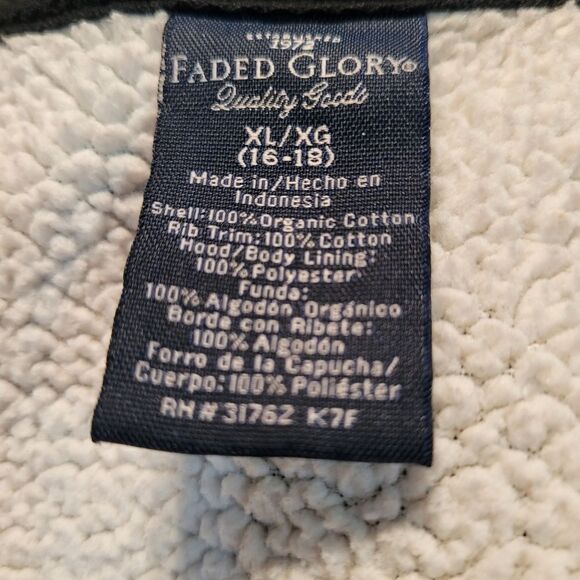 ESTABLISHED
1972
FADED GLORY®
Quality Goods
XL/XG
(16-18)
Made in/Hecho en
Indonesia
Shell:100% Organic Cotton
Rib Trim:100% Cotton
Hood/Body Lining:
100% Polyester
Funda:
100% Algodón Orgánico
Borde con Ribete:
100% Algodón
Forro de la Capucha/
Cuerpo:100% Poliéster
RN# 31762 K7F